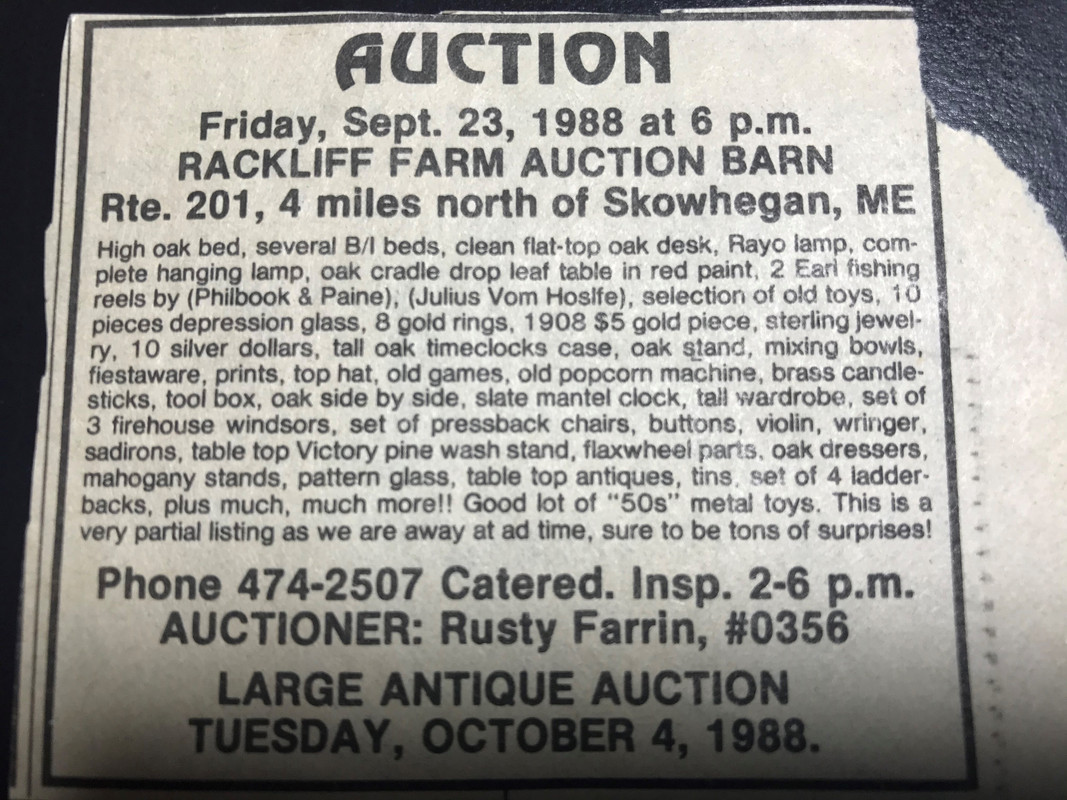 AUCTION
Friday, Sept. 23, 1988 at 6 p.m.
RACKLIFF FARM AUCTION BARN
Rte. 201, 4 miles north of Skowhegan, ME
High oak bed, several B/I beds, clean flat-top oak desk, Rayo lamp, com-
plete hanging lamp, oak cradle drop leaf table in red paint, 2 Earl fishing
reels by (Philbook & Paine), (Julius Vom Hoslfe), selection of old toys, 10
pieces depression glass, 8 gold rings, 1908 $5 gold piece, sterling jewel-
ry, 10 silver dollars, tall oak timeclocks case, oak stand, mixing bowls,
fiestaware, prints, top hat, old games, old popcorn machine, brass candle-
sticks, tool box, oak side by side, slate mantel clock, tall wardrobe, set of
3 firehouse windsors, set of pressback chairs, buttons, violin, wringer,
sadirons, table top Victory pine wash stand, flaxwheel parts, oak dressers,
mahogany stands, pattern glass, table top antiques, tins, set of 4 ladder-
backs, plus much, much more!! Good lot of "50s" metal toys. This is a
very partial listing as we are away at ad time, sure to be tons of surprises!
Phone 474-2507 Catered. Insp. 2-6 p.m.
AUCTIONER: Rusty Farrin, #0356
LARGE ANTIQUE AUCTION
TUESDAY, OCTOBER 4, 1988.